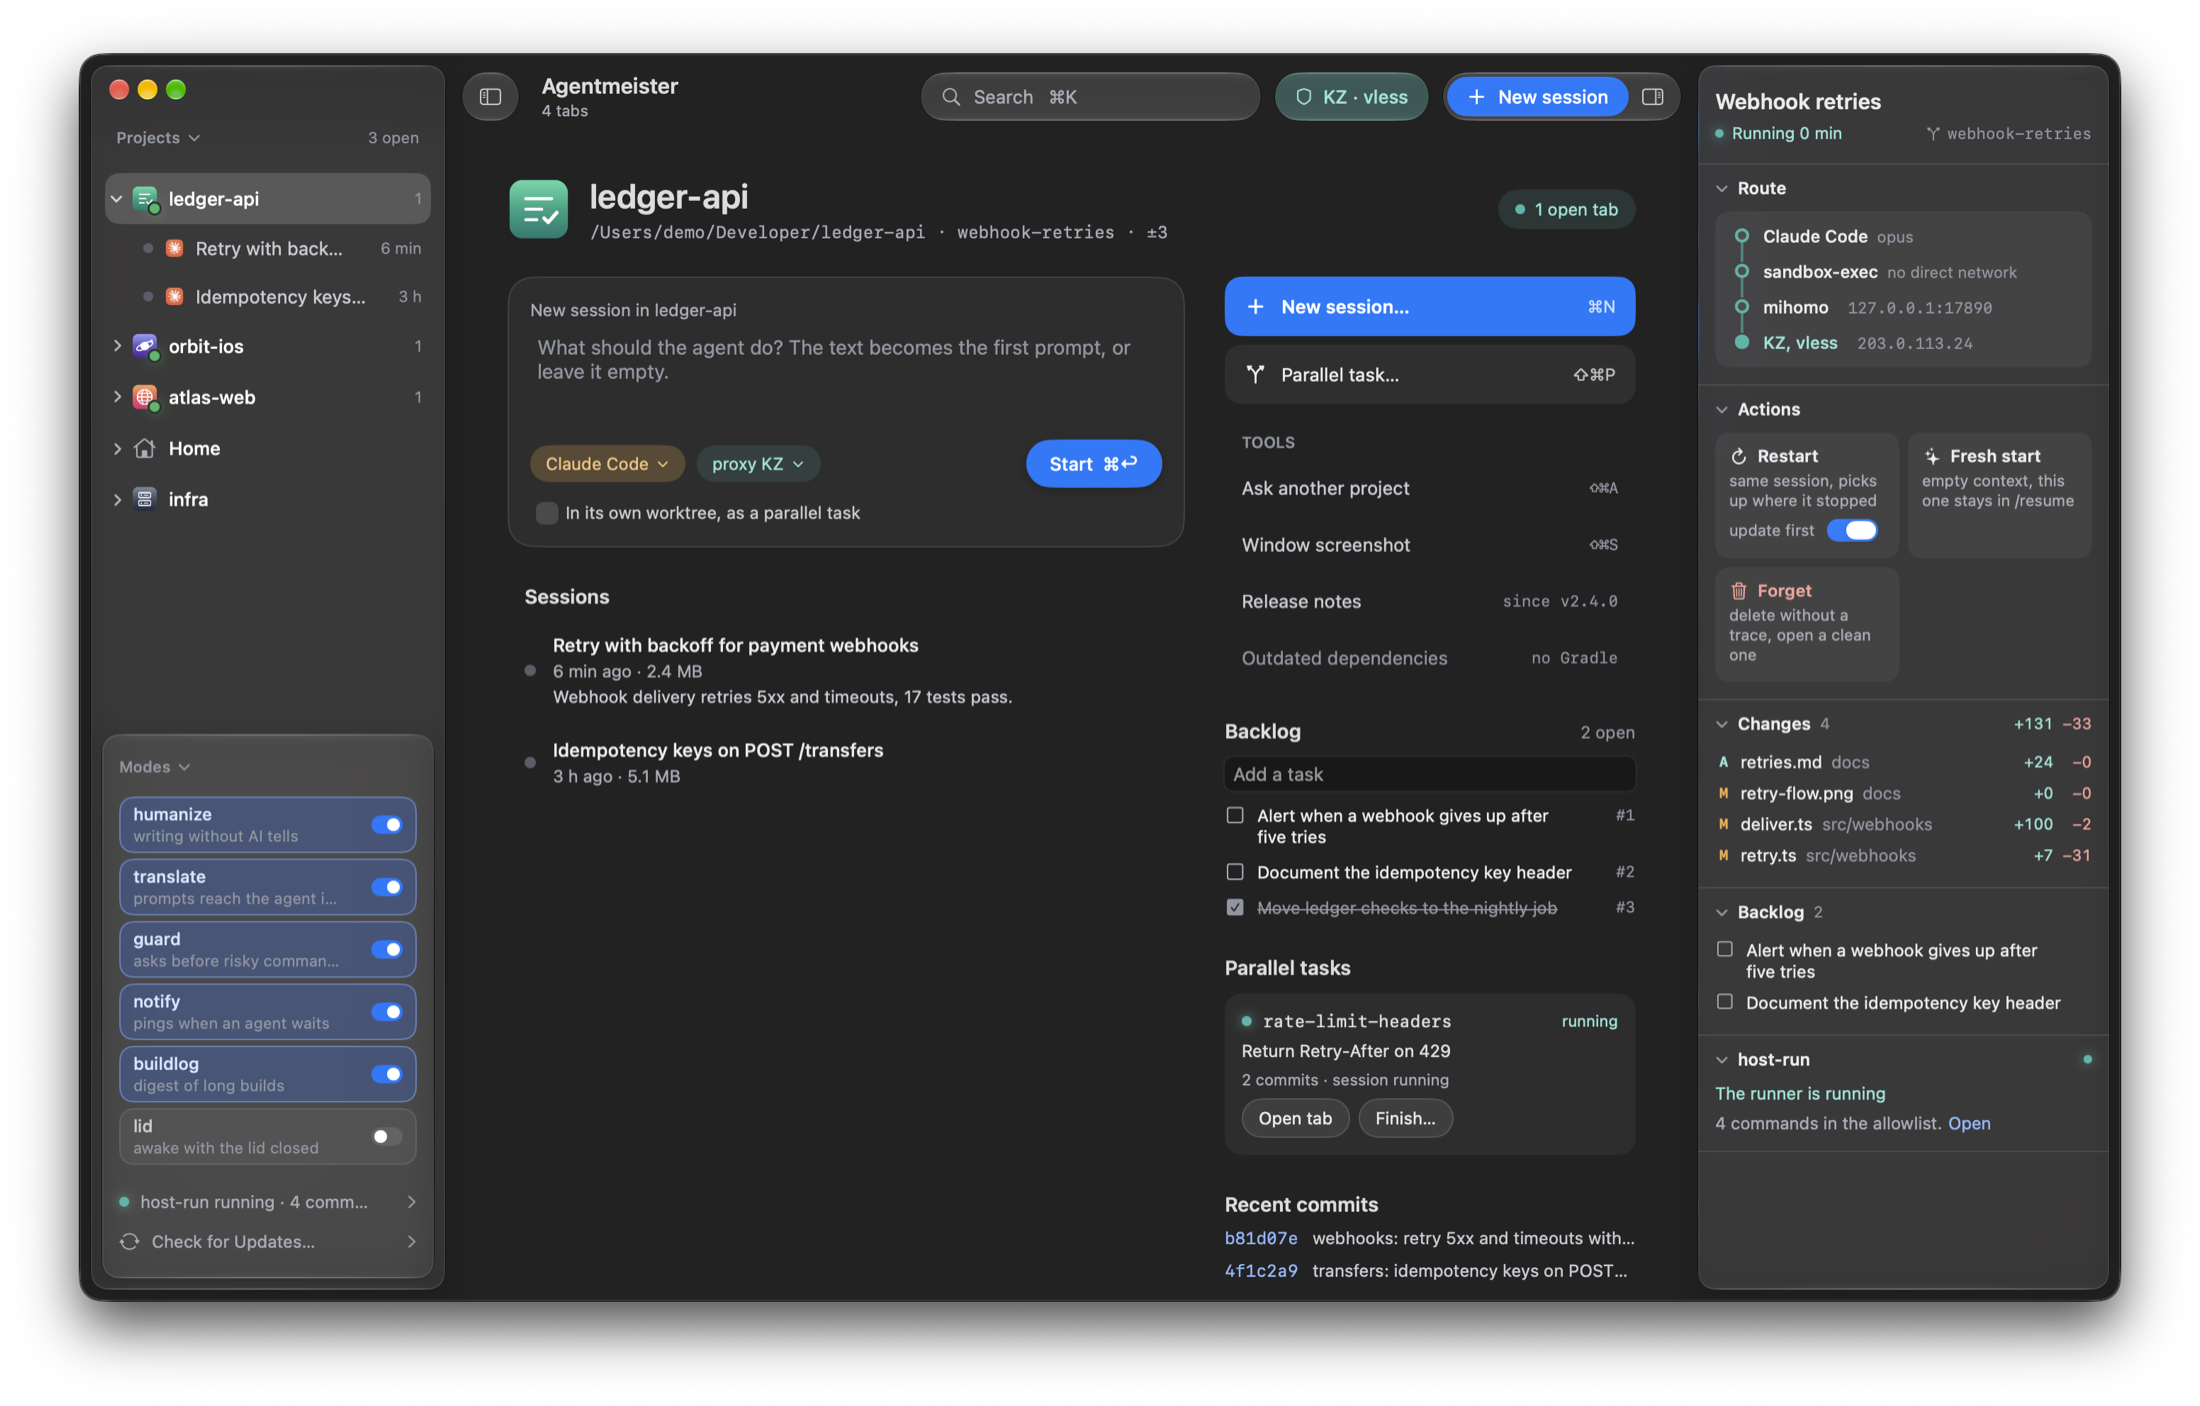 Projects
3 open
ledger-api
1
Retry with back...
6 min
Idempotency keys...
3 h
orbit-ios
1
atlas-web
1
Home
infra
Modes
humanize
writing without AI tells
translate
prompts reach the agent i...
guard
asks before risky comman...
notify
pings when an agent waits
buildlog
digest of long builds
lid
awake with the lid closed
host-run running · 4 comm...
Check for Updates...
Agentmeister
4 tabs
Search ⌘K
KZ · vless
+ New session
ledger-api
/Users/demo/Developer/ledger-api · webhook-retries · ±3
1 open tab
New session in ledger-api
What should the agent do? The text becomes the first prompt, or
leave it empty.
Claude Code
proxy KZ
Start ⌘↩
In its own worktree, as a parallel task
Sessions
Retry with backoff for payment webhooks
6 min ago · 2.4 MB
Webhook delivery retries 5xx and timeouts, 17 tests pass.
Idempotency keys on POST /transfers
3 h ago · 5.1 MB
+ New session... ⌘N
Parallel task... ⇧⌘P
TOOLS
Ask another project ⇧⌘A
Window screenshot ⇧⌘S
Release notes since v2.4.0
Outdated dependencies no Gradle
Backlog 2 open
Add a task
Alert when a webhook gives up after #1
five tries
Document the idempotency key header #2
Move ledger checks to the nightly job #3
Parallel tasks
rate-limit-headers running
Return Retry-After on 429
2 commits · session running
Open tab
Finish...
Recent commits
b81d07e webhooks: retry 5xx and timeouts with...
4f1c2a9 transfers: idempotency keys on POST...
Webhook retries
Running 0 min
webhook-retries
Route
Claude Code opus
sandbox-exec no direct network
mihomo 127.0.0.1:17890
KZ, vless 203.0.113.24
Actions
Restart
same session, picks
up where it stopped
update first
Fresh start
empty context, this
one stays in /resume
Forget
delete without a
trace, open a clean
one
Changes 4 +131 −33
A retries.md docs +24 −0
M retry-flow.png docs +0 −0
M deliver.ts src/webhooks +100 −2
M retry.ts src/webhooks +7 −31
Backlog 2
Alert when a webhook gives up after
five tries
Document the idempotency key header
host-run
The runner is running
4 commands in the allowlist. Open